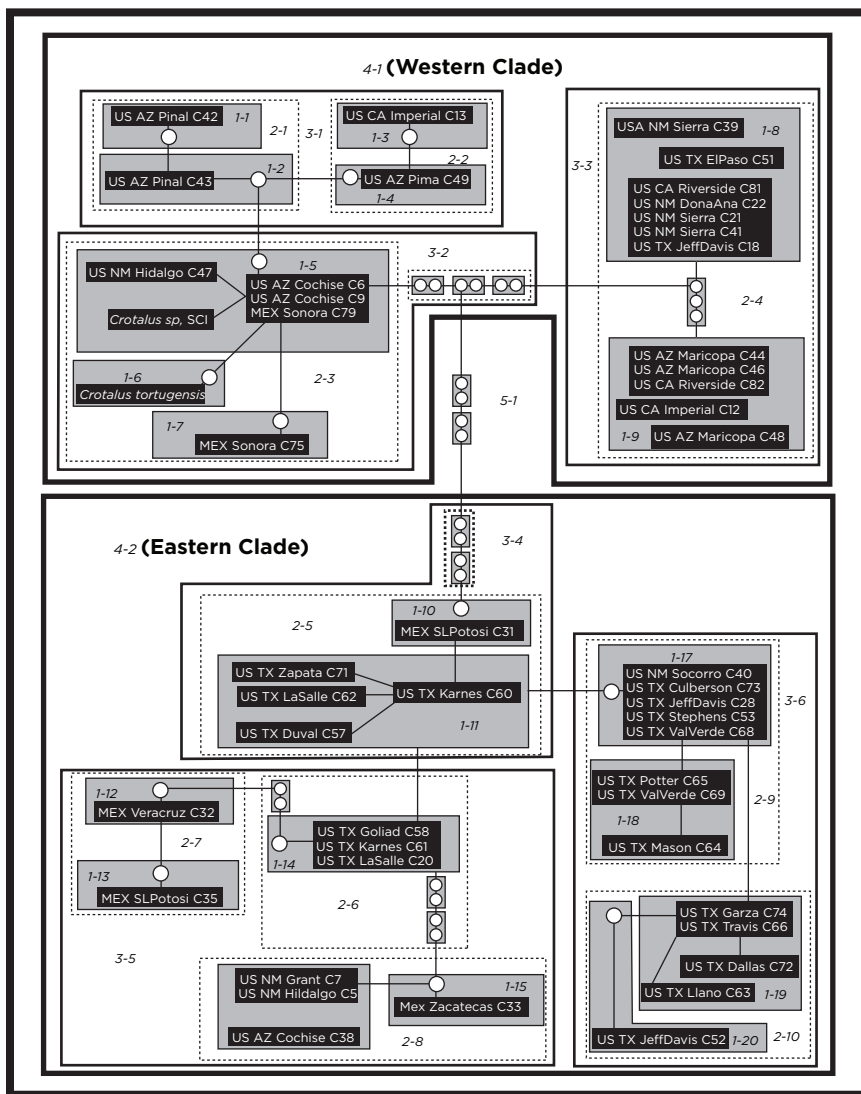 4-1 (Western Clade)
US AZ Pinal C42
1-1
2-1
US AZ Pinal C43
1-2
3-1
US CA Imperial C13
1-3
2-2
US AZ Pima C49
1-4
3-3
USA NM Sierra C39
1-8
US TX ElPaso C51
US CA Riverside C81
US NM DonaAna C22
US NM Sierra C21
US NM Sierra C41
US TX JeffDavis C18
2-4
US AZ Maricopa C44
US AZ Maricopa C46
US CA Riverside C82
US CA Imperial C12
1-9
US AZ Maricopa C48
3-2
1-5
US NM Hidalgo C47
US AZ Cochise C6
US AZ Cochise C9
MEX Sonora C79
Crotalus sp, SCI
1-6
Crotalus tortugensis
2-3
1-7
MEX Sonora C75
5-1
4-2 (Eastern Clade)
3-4
2-5
1-10
MEX SLPotosi C31
US TX Zapata C71
US TX LaSalle C62
US TX Karnes C60
US TX Duval C57
1-11
1-17
US NM Socorro C40
US TX Culberson C73
US TX JeffDavis C28
US TX Stephens C53
US TX ValVerde C68
3-6
US TX Potter C65
US TX ValVerde C69
2-9
1-18
US TX Mason C64
1-12
MEX Veracruz C32
2-7
1-13
MEX SLPotosi C35
US TX Goliad C58
US TX Karnes C61
US TX LaSalle C20
1-14
2-6
3-5
US NM Grant C7
US NM Hildalgo C5
US AZ Cochise C38
1-15
Mex Zacatecas C33
2-8
US TX Garza C74
US TX Travis C66
US TX Dallas C72
US TX Llano C63
1-19
US TX JeffDavis C52
1-20
2-10